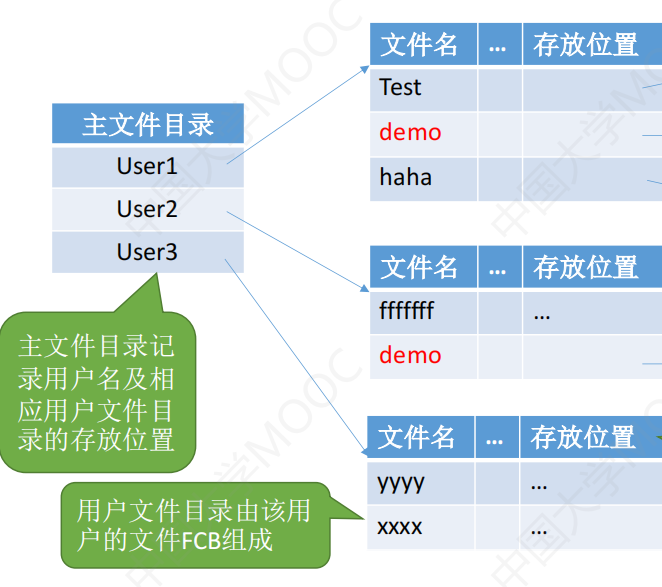 文件名 … 存放位置
Test
demo
haha
主文件目录
User1
User2
User3
文件名 … 存放位置
fffffff …
demo
主文件目录记
录用户名及相
应用户文件目
录的存放位置
文件名 … 存放位置
yyyy …
xxxx …
用户文件目录由该用
户的文件FCB组成
中国大学MOOC